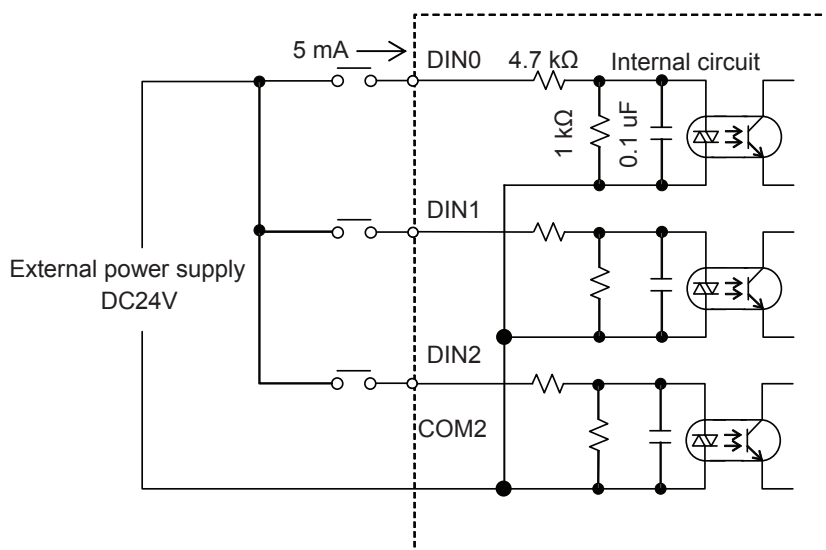 5 mA
DIN0
4.7 kΩ
Internal circuit
1 kΩ
0.1 uF
DIN1
External power supply
DC24V
DIN2
COM2